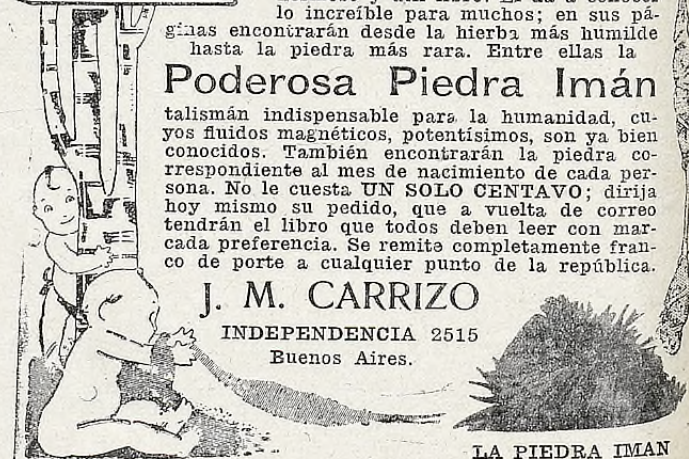 lo increíble para muchos; en sus pá-
ginas encontrarán desde la hierba más humilde
hasta la piedra más rara. Entre ellas la
Poderosa Piedra Imán
talismán indispensable para la humanidad, cu-
yos fluidos magnéticos, potentísimos, son ya bien
conocidos. También encontrarán la piedra co-
rrespondiente al mes de nacimiento de cada per-
sona. No le cuesta UN SOLO CENTAVO; dirija
hoy mismo su pedido, que a vuelta de correo
tendrán el libro que todos deben leer con mar-
cada preferencia. Se remite completamente fran-
co de porte a cualquier punto de la república.
J. M. CARRIZO
INDEPENDENCIA 2515
Buenos Aires.
LA PIEDRA IMAN